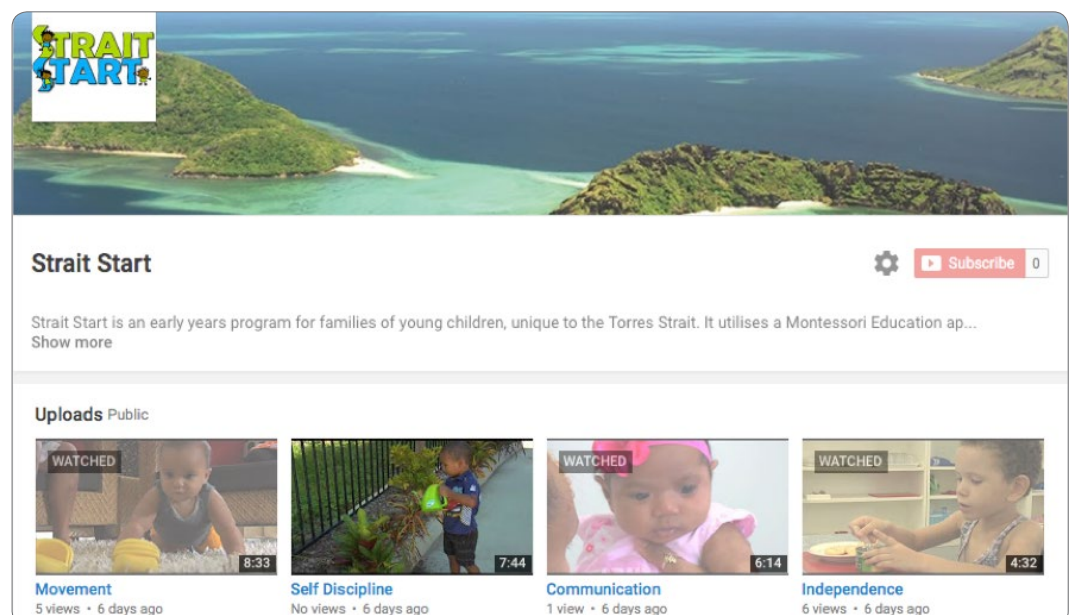 STRAIT
START
Strait Start
Subscribe 0
Strait Start is an early years program for families of young children, unique to the Torres Strait. It utilises a Montessori Education ap...
Show more
Uploads Public
WATCHED
8:33
Movement
5 views • 6 days ago
7:44
Self Discipline
No views • 6 days ago
WATCHED
6:14
Communication
1 view • 6 days ago
WATCHED
4:32
Independence
6 views • 6 days ago